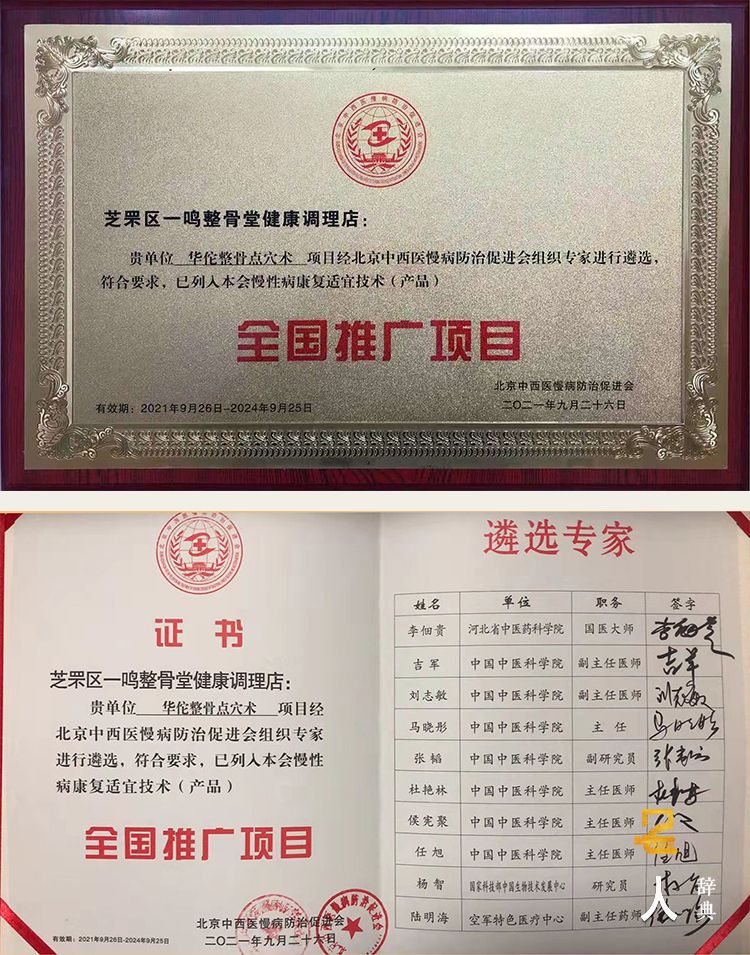 芝罘区一鸣整骨堂健康调理店：
贵单位 华佗整骨点穴术 项目经北京中西医慢病防治促进会组织专家进行遴选，
符合要求，已列入本会慢性病康复适宜技术（产品）
全国推广项目
北京中西医慢病防治促进会
有效期：2021年9月26日-2024年9月25日
二〇二一年九月二十六日
证书
芝罘区一鸣整骨堂健康调理店：
贵单位 华佗整骨点穴术 项目经
北京中西医慢病防治促进会组织专家
进行遴选，符合要求，已列入本会慢性
病康复适宜技术（产品）
全国推广项目
北京中西医慢病防治促进会
有效期：2021年9月26日-2024年9月25日
二〇二一年九月二十六日
遴选专家
姓名 单位 职务 签字
李佃贵 河北省中医药科学院 国医大师
吉军 中国中医科学院 副主任医师
刘志敏 中国中医科学院 副主任医师
马晓彤 中国中医科学院 主任
张韬 中国中医科学院 副研究员
杜艳林 中国中医科学院 主任医师
侯宪聚 中国中医科学院 主任医师
任旭 中国中医科学院 主任医师
杨智 国家科技部中国生物技术发展中心 研究员
陆明海 空军特色医疗中心 副主任药师
人 辞典